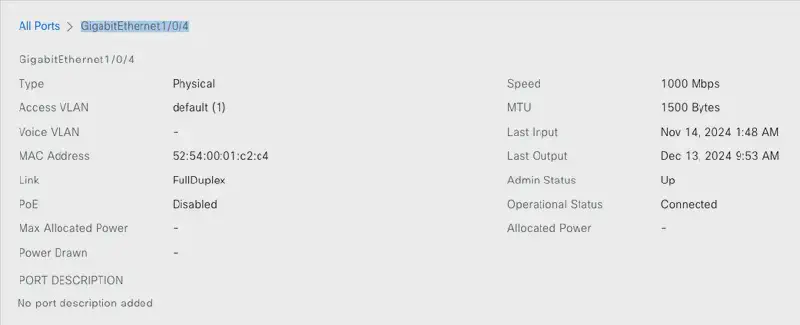 All Ports > GigabitEthernet1/0/4
GigabitEthernet1/0/4
Type Physical Speed 1000 Mbps
Access VLAN default (1) MTU 1500 Bytes
Voice VLAN - Last Input Nov 14, 2024 1:48 AM
MAC Address 52:54:00:01:c2:c4 Last Output Dec 13, 2024 9:53 AM
Link FullDuplex Admin Status Up
PoE Disabled Operational Status Connected
Max Allocated Power - Allocated Power -
Power Drawn -
PORT DESCRIPTION
No port description added